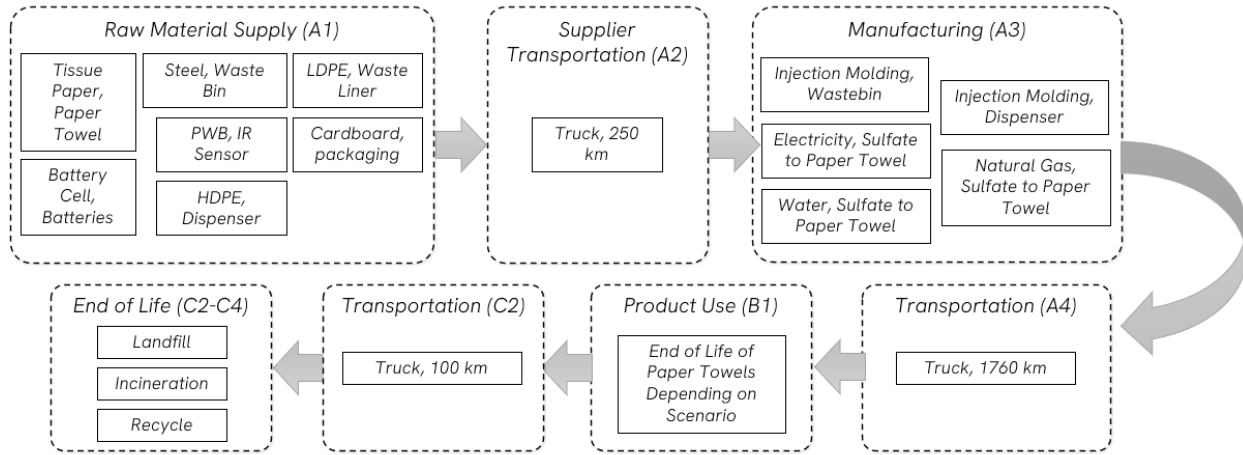 Raw Material Supply (A1)
Tissue
Paper,
Paper
Towel
Steel, Waste
Bin
LDPE, Waste
Liner
PWB, IR
Sensor
Cardboard,
packaging
Battery
Cell,
Batteries
HDPE,
Dispenser
Supplier
Transportation (A2)
Truck, 250
km
Manufacturing (A3)
Injection Molding,
Wastebin
Injection Molding,
Dispenser
Electricity, Sulfate
to Paper Towel
Natural Gas,
Sulfate to Paper
Towel
Water, Sulfate to
Paper Towel
End of Life (C2-C4)
Landfill
Incineration
Recycle
Transportation (C2)
Truck, 100 km
Product Use (B1)
End of Life of
Paper Towels
Depending on
Scenario
Transportation (A4)
Truck, 1760 km